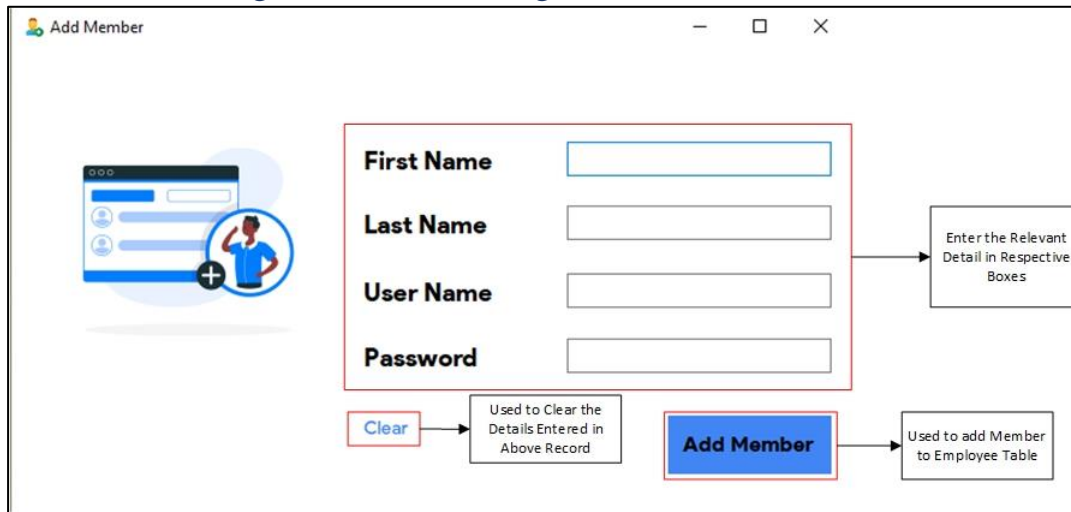 Add Member
First Name
Last Name
User Name
Password
Enter the Relevant
Detail in Respective
Boxes
Clear
Used to Clear the
Details Entered in
Above Record
Add Member
Used to add Member
to Employee Table